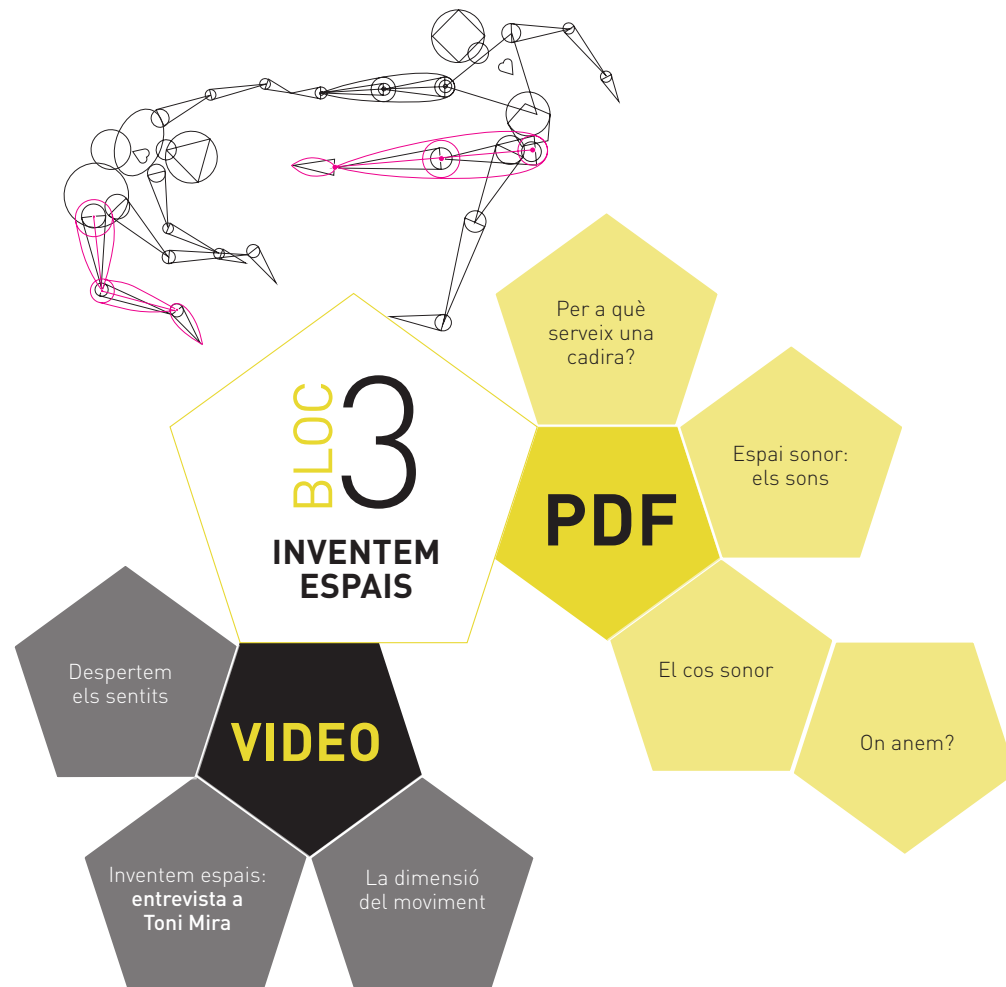 BLOC
3
INVENTEM
ESPAIS
Per a què
serveix una
cadira?
PDF
Espai sonor:
els sons
El cos sonor
On anem?
Despertem
els sentits
VIDEO
Inventem espais:
entrevista a
Toni Mira
La dimensió
del moviment